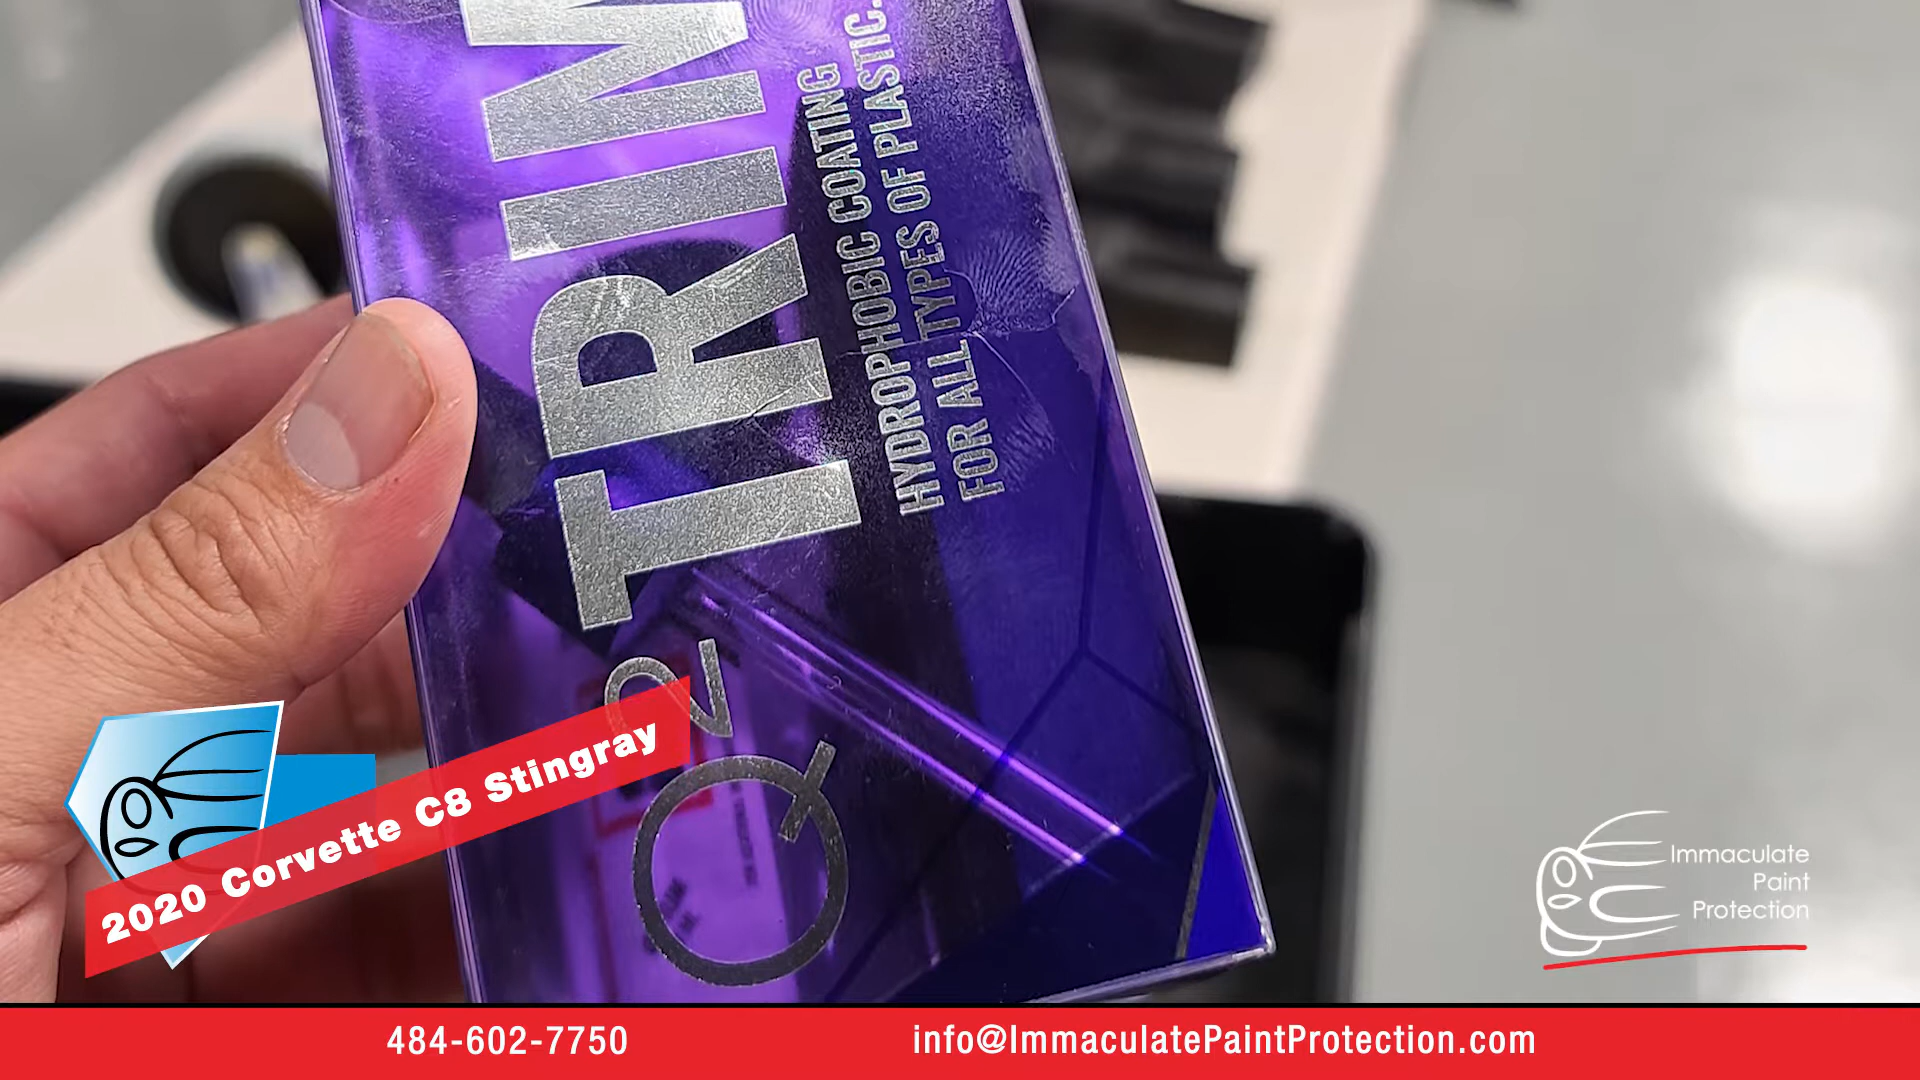 Q² TRIM
HYDROPHOBIC COATING
FOR ALL TYPES OF PLASTIC.
2020 Corvette C8 Stingray
Immaculate
Paint
Protection
484-602-7750
info@ImmaculatePaintProtection.com